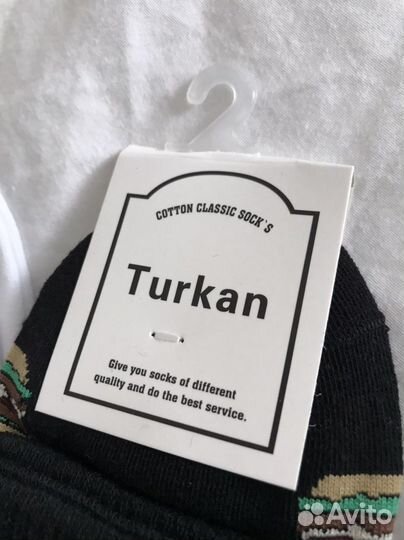 COTTON CLASSIC SOCK'S
Turkan
Give you socks of different
quality and do the best service.
Avito